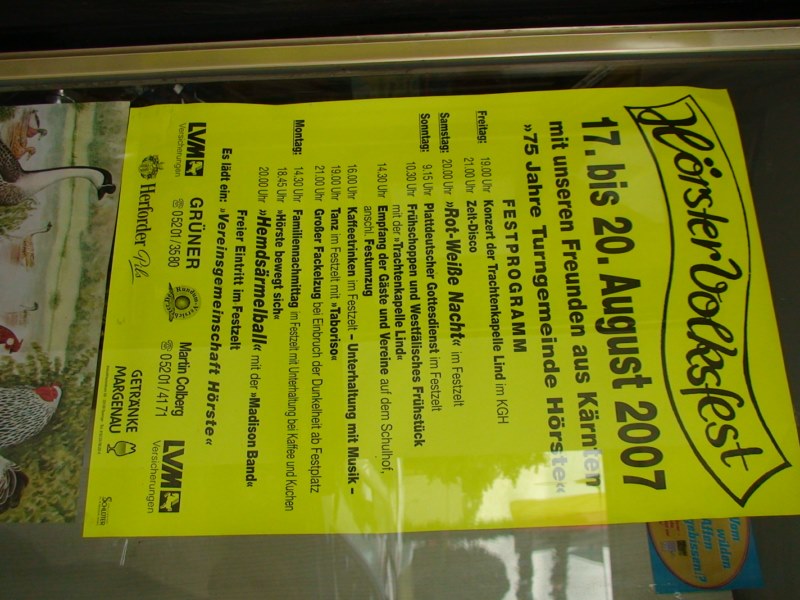 Hörster Volksfest
17. bis 20. August 2007
mit unseren Freunden aus Kärnten
»75 Jahre Turngemeinde Hörste«
FESTPROGRAMM
Freitag: 19.00 Uhr Konzert der Trachtenkapelle Lind im KGH
21.00 Uhr Zelt-Disco
Samstag: 20.00 Uhr »Rot-Weiße Nacht« im Festzelt
Sonntag: 9.15 Uhr Plattdeutscher Gottesdienst im Festzelt
10.30 Uhr Frühschoppen und Westfälisches Frühstück
mit der »Trachtenkapelle Lind«
14.30 Uhr Empfang der Gäste und Vereine auf dem Schulhof,
anschl. Festumzug
16.00 Uhr Kaffeetrinken im Festzelt – Unterhaltung mit Musik –
19.00 Uhr Tanz im Festzelt mit »Taboriso«
21.00 Uhr Großer Fackelzug bei Einbruch der Dunkelheit ab Festplatz
Montag: 14.30 Uhr Familiennachmittag im Festzelt mit Unterhaltung bei Kaffee und Kuchen
18.45 Uhr »Hörste bewegt sich«
20.00 Uhr »Hemdsärmelball« mit der »Madison Band«
Freier Eintritt im Festzelt
Es lädt ein: »Vereinsgemeinschaft Hörste«
LVM
Versicherungen
GRÜNER
☏ 05201/3580
Martin Colberg
☏ 05201/4171
LVM
Versicherungen
Herforder Pils
GETRÄNKE
MARGENAU
Vom
wilden
Affen
gebissen!?